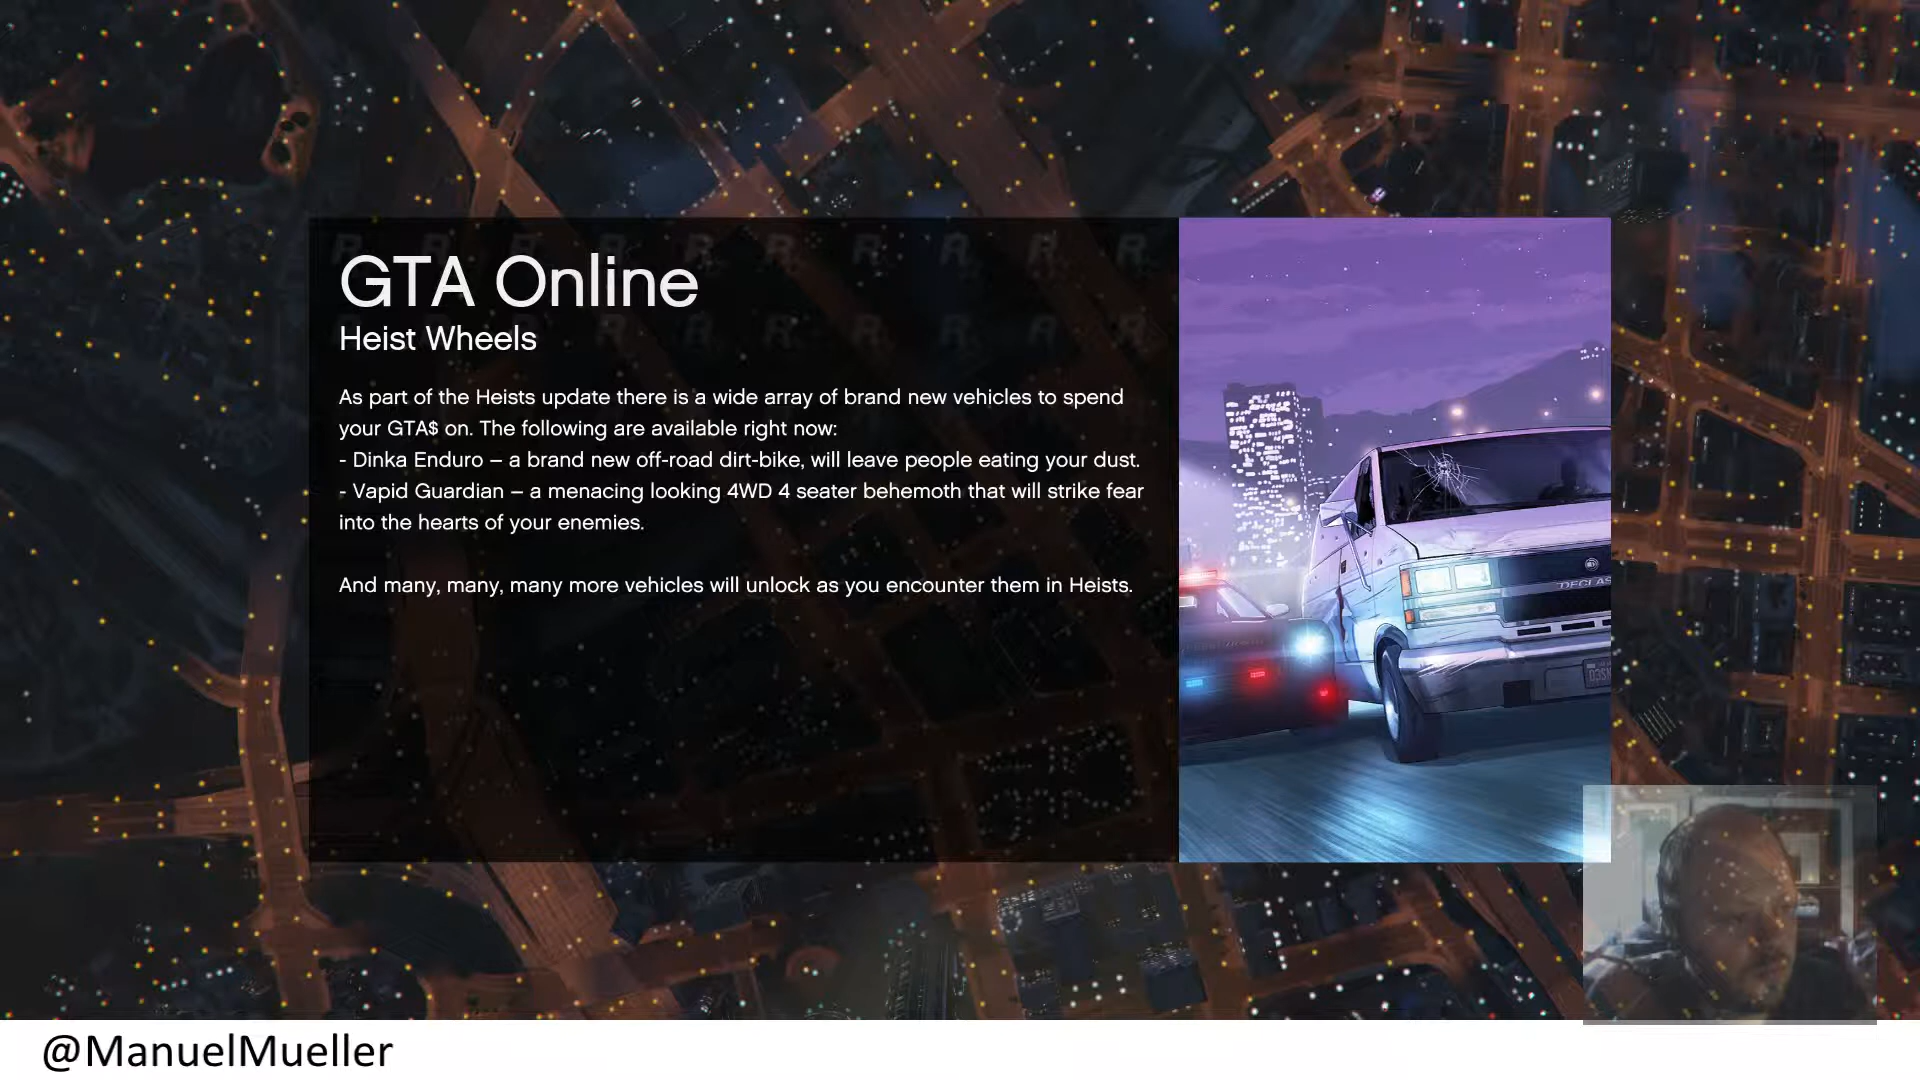 GTA Online
Heist Wheels
As part of the Heists update there is a wide array of brand new vehicles to spend
your GTA$ on. The following are available right now:
- Dinka Enduro – a brand new off-road dirt-bike, will leave people eating your dust.
- Vapid Guardian – a menacing looking 4WD 4 seater behemoth that will strike fear
into the hearts of your enemies.
And many, many, many more vehicles will unlock as you encounter them in Heists.
DECLAS
@ManuelMueller